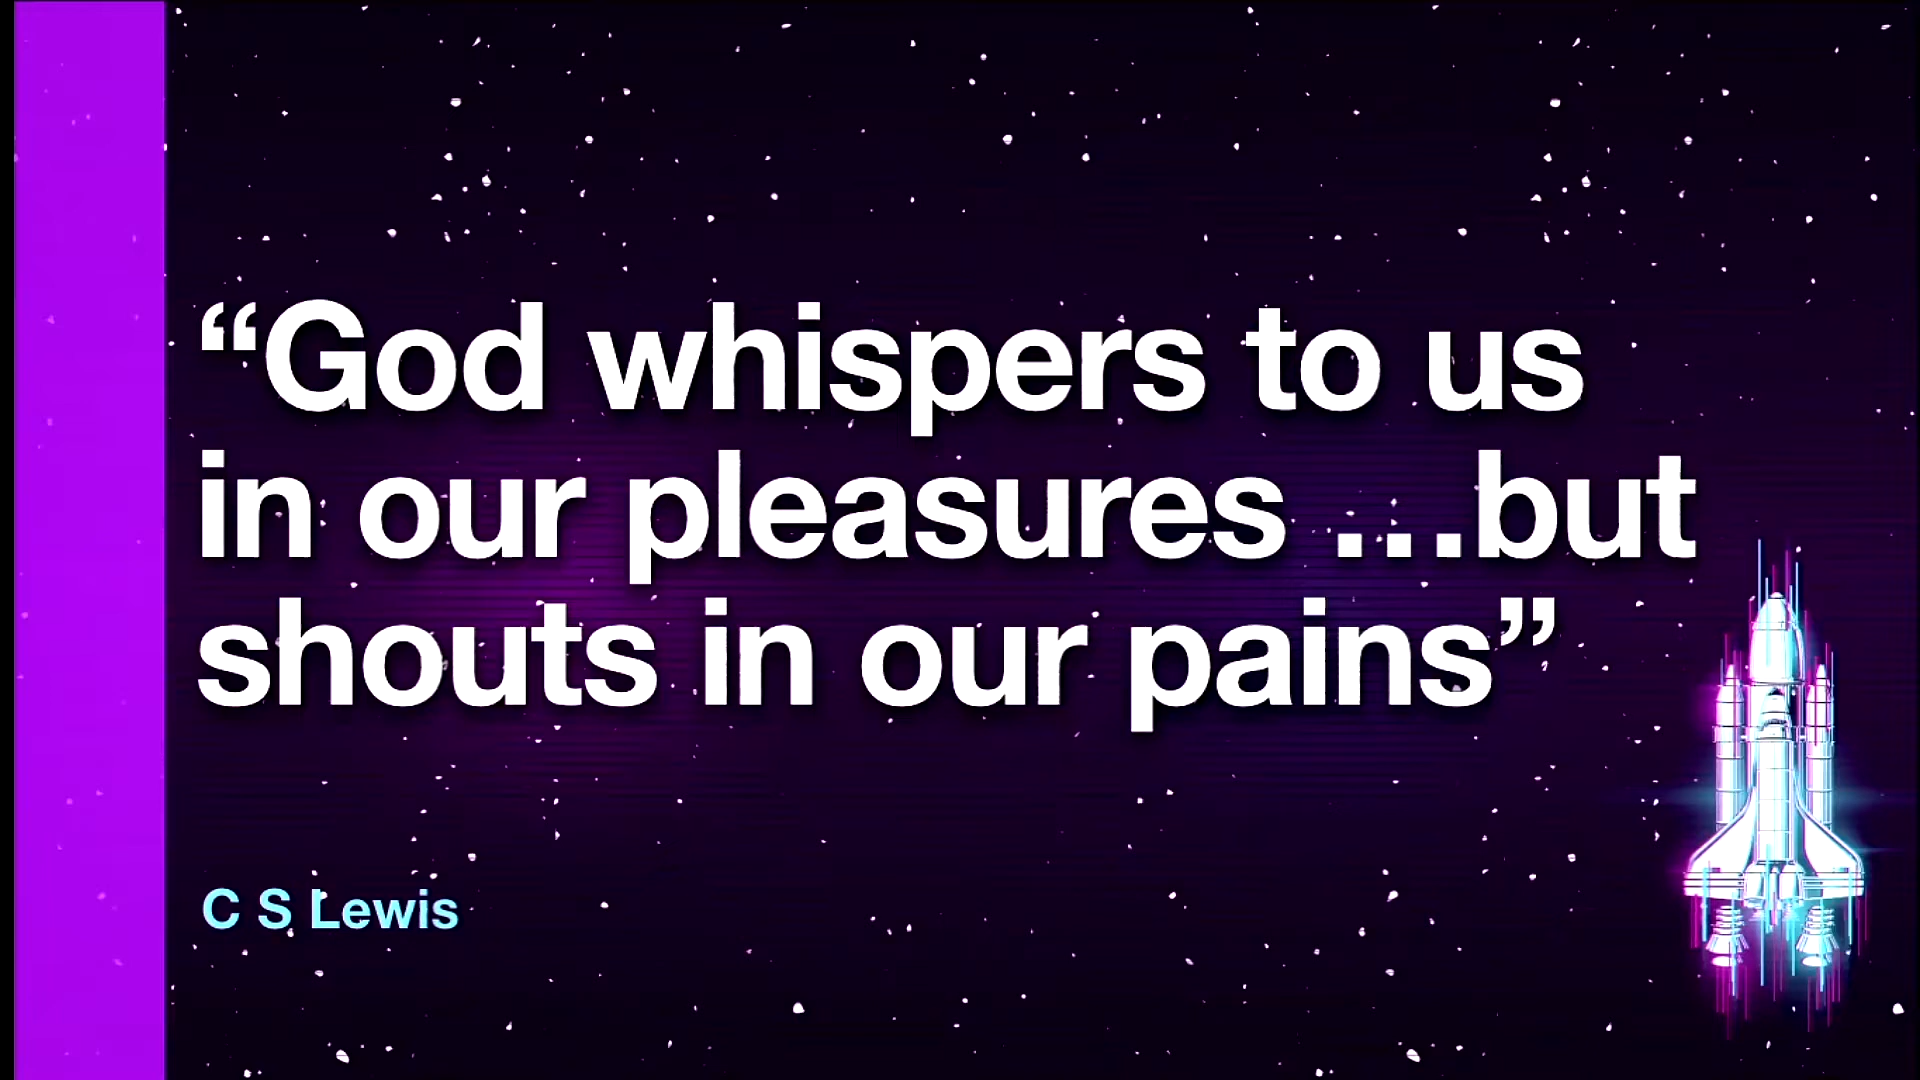 “God whispers to us
in our pleasures …but
shouts in our pains”
C S Lewis